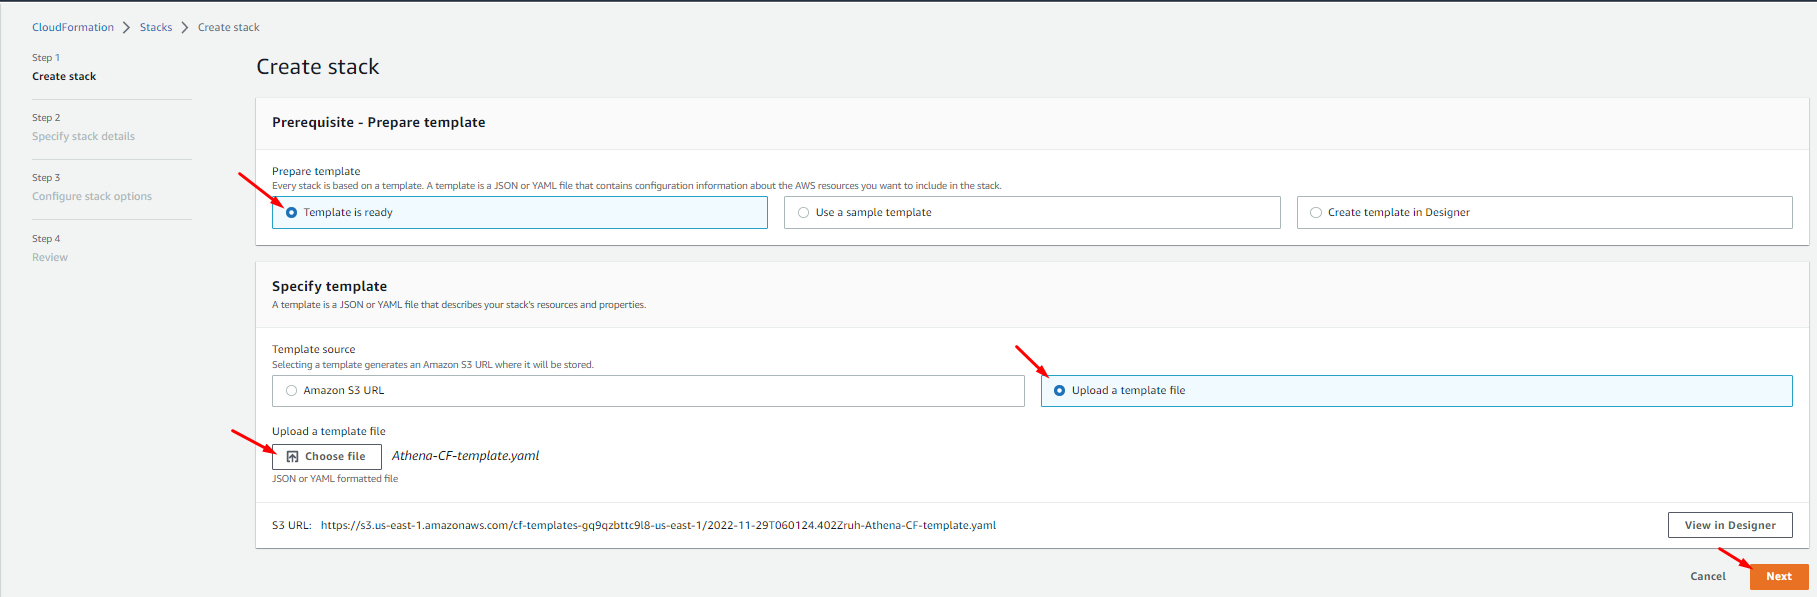 CloudFormation > Stacks > Create stack
Step 1
Create stack
Step 2
Specify stack details
Step 3
Configure stack options
Step 4
Review
Create stack
Prerequisite - Prepare template
Prepare template
Every stack is based on a template. A template is a JSON or YAML file that contains configuration information about the AWS resources you want to include in the stack.
Template is ready
Use a sample template
Create template in Designer
Specify template
A template is a JSON or YAML file that describes your stack's resources and properties.
Template source
Selecting a template generates an Amazon S3 URL where it will be stored.
Amazon S3 URL
Upload a template file
Upload a template file
Choose file Athena-CF-template.yaml
JSON or YAML formatted file
S3 URL: https://s3.us-east-1.amazonaws.com/cf-templates-gq9qzbttc9l8-us-east-1/2022-11-29T060124.402Zruh-Athena-CF-template.yaml
View in Designer
Cancel
Next